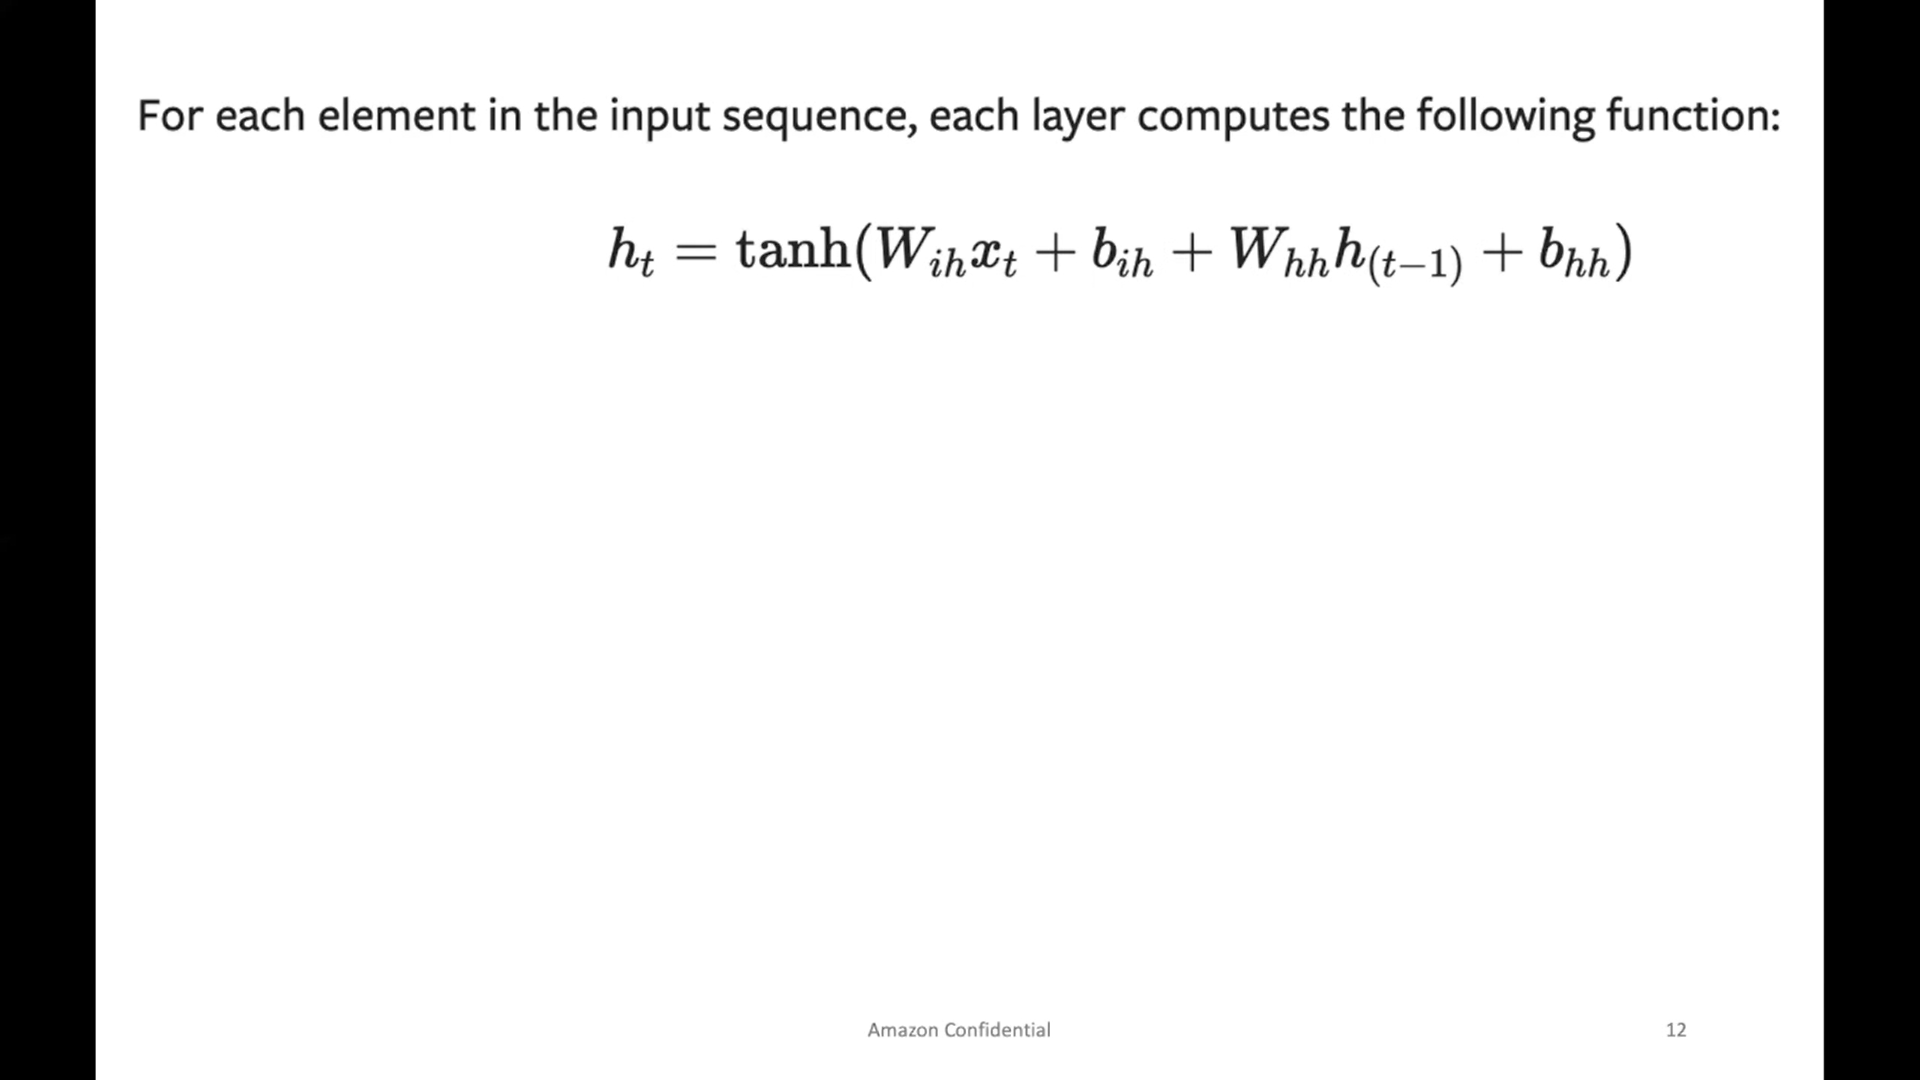 For each element in the input sequence, each layer computes the following function:
h_t = tanh(W_{ih}x_t + b_{ih} + W_{hh}h_{(t−1)} + b_{hh})
Amazon Confidential
12